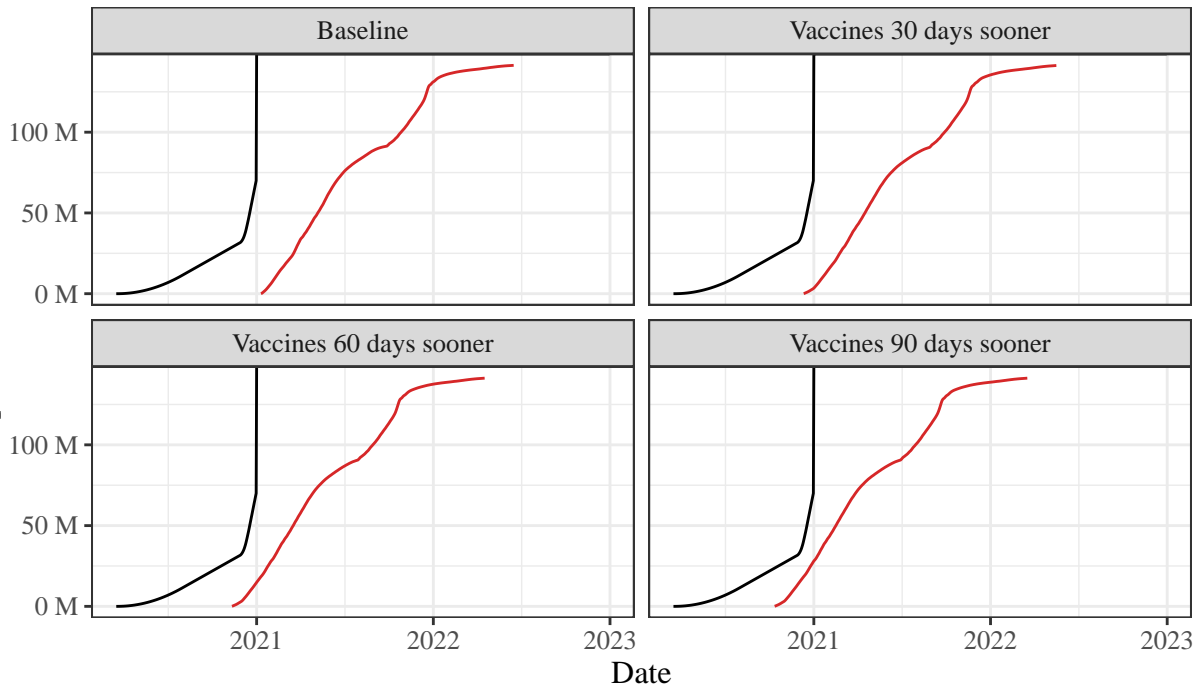 Baseline
Vaccines 30 days sooner
100 M
50 M
0 M
Vaccines 60 days sooner
Vaccines 90 days sooner
100 M
50 M
0 M
2021 2022 2023 2021 2022 2023
Date